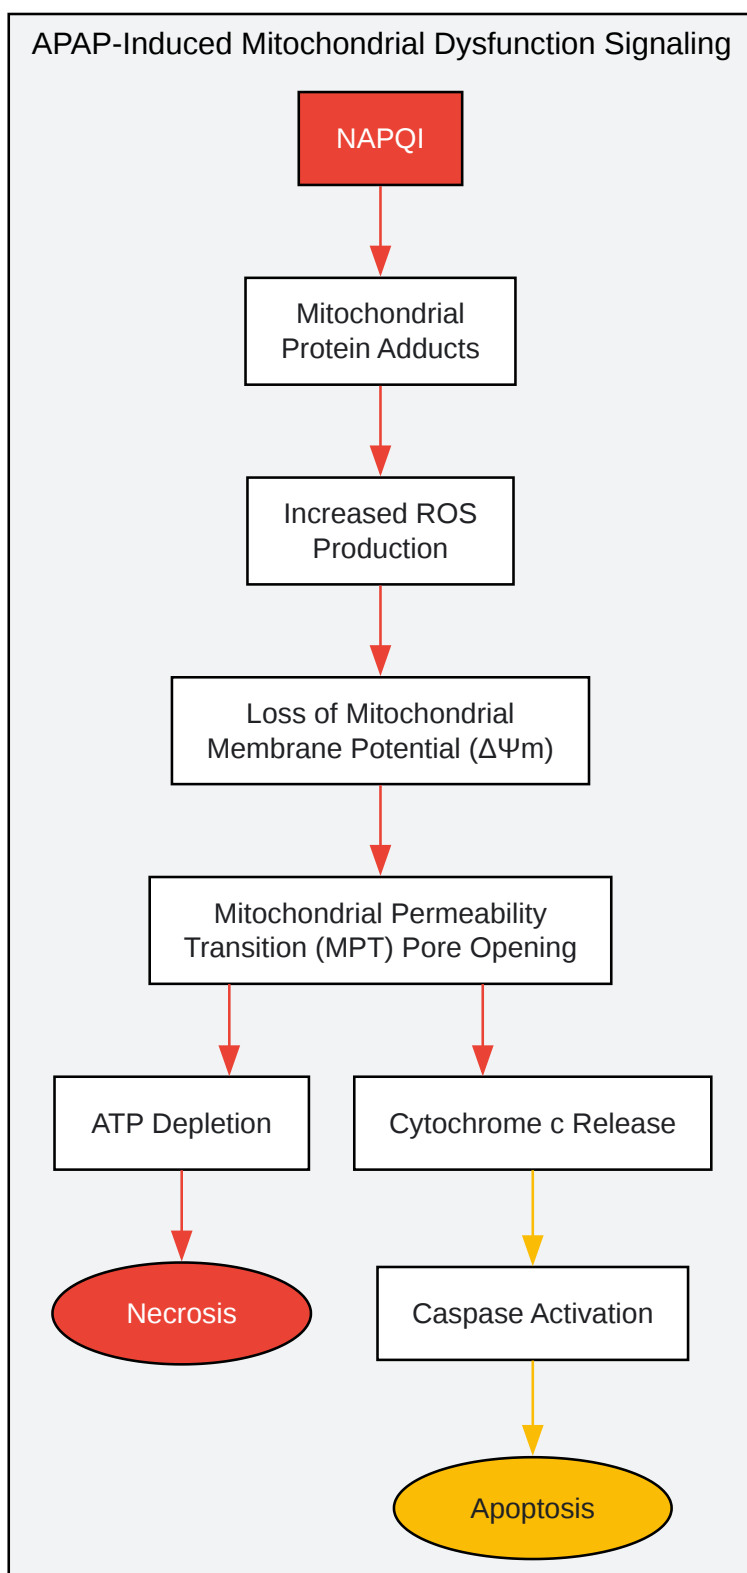 APAP-Induced Mitochondrial Dysfunction Signaling
NAPQI
Mitochondrial
Protein Adducts
Increased ROS
Production
Loss of Mitochondrial
Membrane Potential (ΔΨm)
Mitochondrial Permeability
Transition (MPT) Pore Opening
ATP Depletion
Cytochrome c Release
Necrosis
Caspase Activation
Apoptosis